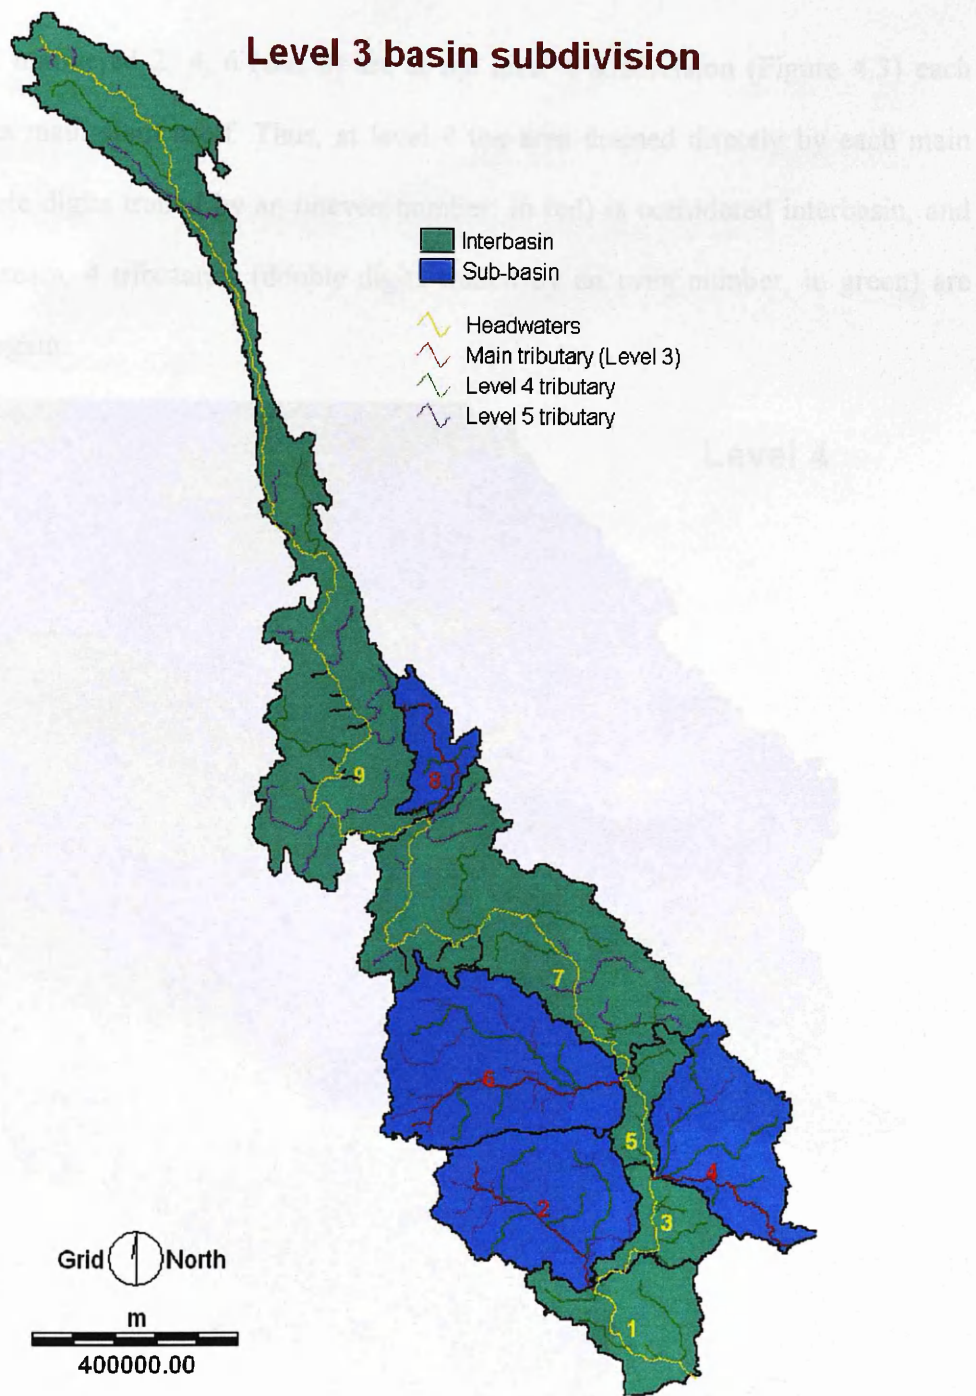 Level 3 basin subdivision
Interbasin
Sub-basin
Headwaters
Main tributary (Level 3)
Level 4 tributary
Level 5 tributary
Level 4
9
8
7
6
5
4
2
3
1
Grid North
m
400000.00